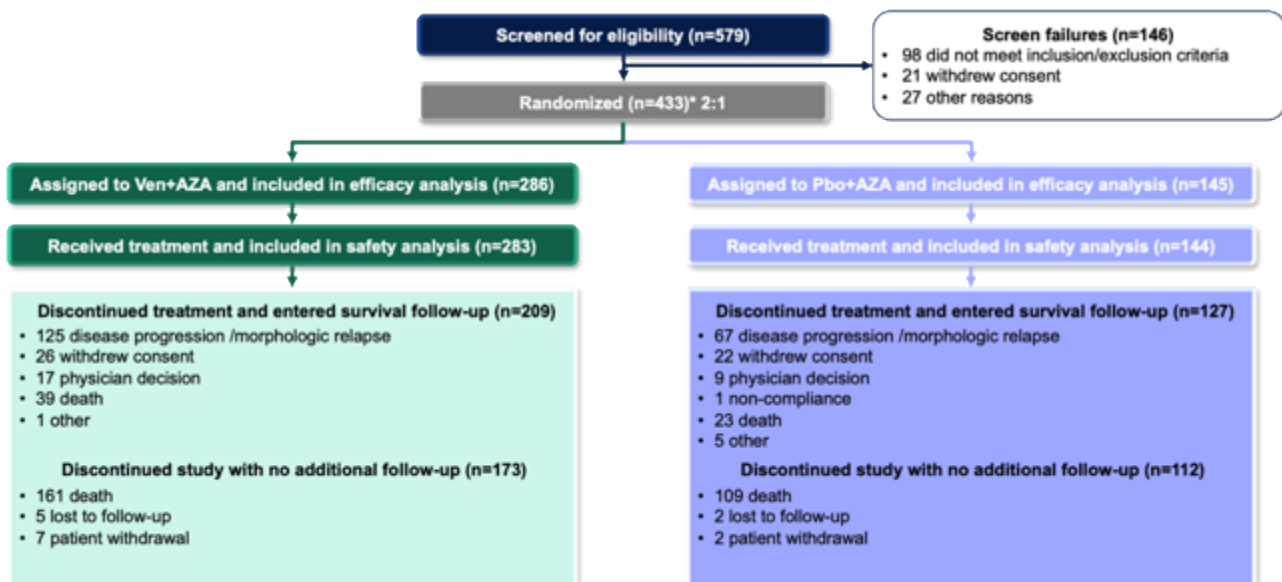 Screened for eligibility (n=579)
Screen failures (n=146)
• 98 did not meet inclusion/exclusion criteria
• 21 withdrew consent
• 27 other reasons
Randomized (n=433)* 2:1
Assigned to Ven+AZA and included in efficacy analysis (n=286)
Assigned to Pbo+AZA and included in efficacy analysis (n=145)
Received treatment and included in safety analysis (n=283)
Received treatment and included in safety analysis (n=144)
Discontinued treatment and entered survival follow-up (n=209)
• 125 disease progression /morphologic relapse
• 26 withdrew consent
• 17 physician decision
• 39 death
• 1 other
Discontinued study with no additional follow-up (n=173)
• 161 death
• 5 lost to follow-up
• 7 patient withdrawal
Discontinued treatment and entered survival follow-up (n=127)
• 67 disease progression /morphologic relapse
• 22 withdrew consent
• 9 physician decision
• 1 non-compliance
• 23 death
• 5 other
Discontinued study with no additional follow-up (n=112)
• 109 death
• 2 lost to follow-up
• 2 patient withdrawal